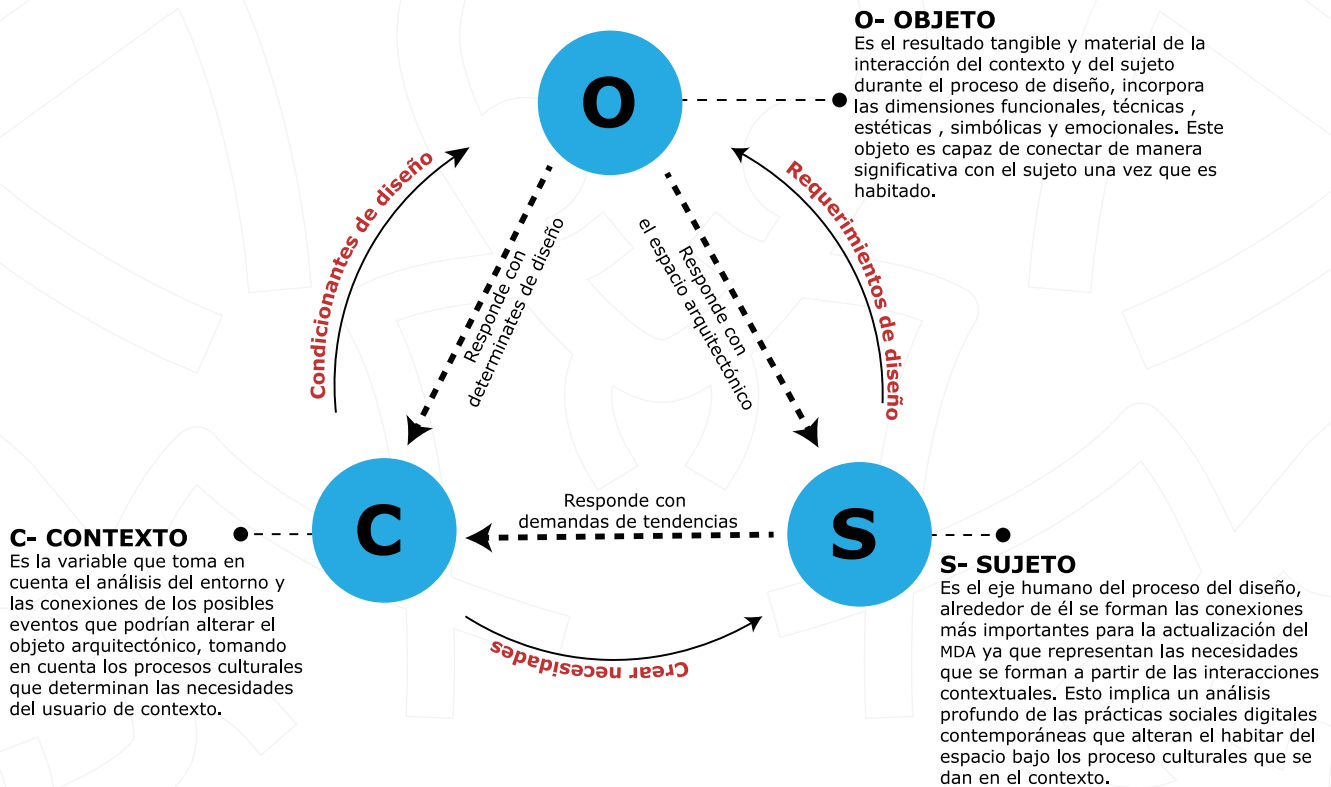 O- OBJETO
Es el resultado tangible y material de la
interacción del contexto y del sujeto
durante el proceso de diseño, incorpora
las dimensiones funcionales, técnicas ,
estéticas , simbólicas y emocionales. Este
objeto es capaz de conectar de manera
significativa con el sujeto una vez que es
habitado.
O
Condicionantes de diseño
Responde con
determinates de diseño
Responde con
el espacio arquitectónico
Requerimientos de diseño
C
Responde con
demandas de tendencias
S
Crear necesidades
C- CONTEXTO
Es la variable que toma en
cuenta el análisis del entorno y
las conexiones de los posibles
eventos que podrían alterar el
objeto arquitectónico, tomando
en cuenta los procesos culturales
que determinan las necesidades
del usuario de contexto.
S- SUJETO
Es el eje humano del proceso del diseño,
alrededor de él se forman las conexiones
más importantes para la actualización del
MDA ya que representan las necesidades
que se forman a partir de las interacciones
contextuales. Esto implica un análisis
profundo de las prácticas sociales digitales
contemporáneas que alteran el habitar del
espacio bajo los proceso culturales que se
dan en el contexto.